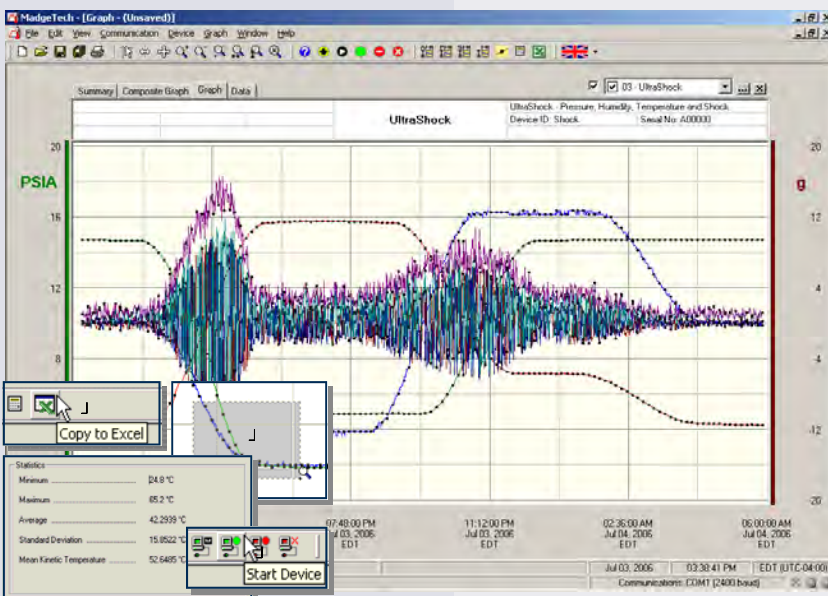 MadgeTech - [Graph - (Unsaved)]
File Edit View Communication Device Graph Window Help
Summary Composite Graph Graph Data
03 - UltraShock
UltraShock
UltraShock - Pressure, Humidity, Temperature and Shock
Device ID: Shock Serial No: A00000
PSIA
g
20 20
16 12
12 4
8 -4
-12
-20
Copy to Excel
Statistics
Minimum 24.8 °C
Maximum 65.2 °C
Average 42.2939 °C
Standard Deviation 15.8522 °C
Mean Kinetic Temperature 52.6485 °C
Start Device
07:48:00 PM 11:12:00 PM 02:36:00 AM 06:00:00 AM
Jul 03, 2006 Jul 03, 2006 Jul 04, 2006 Jul 04, 2006
EDT EDT EDT EDT
Jul 03, 2006 03:38:41 PM EDT (UTC-04:00)
Communications: COM1 (2400 baud)